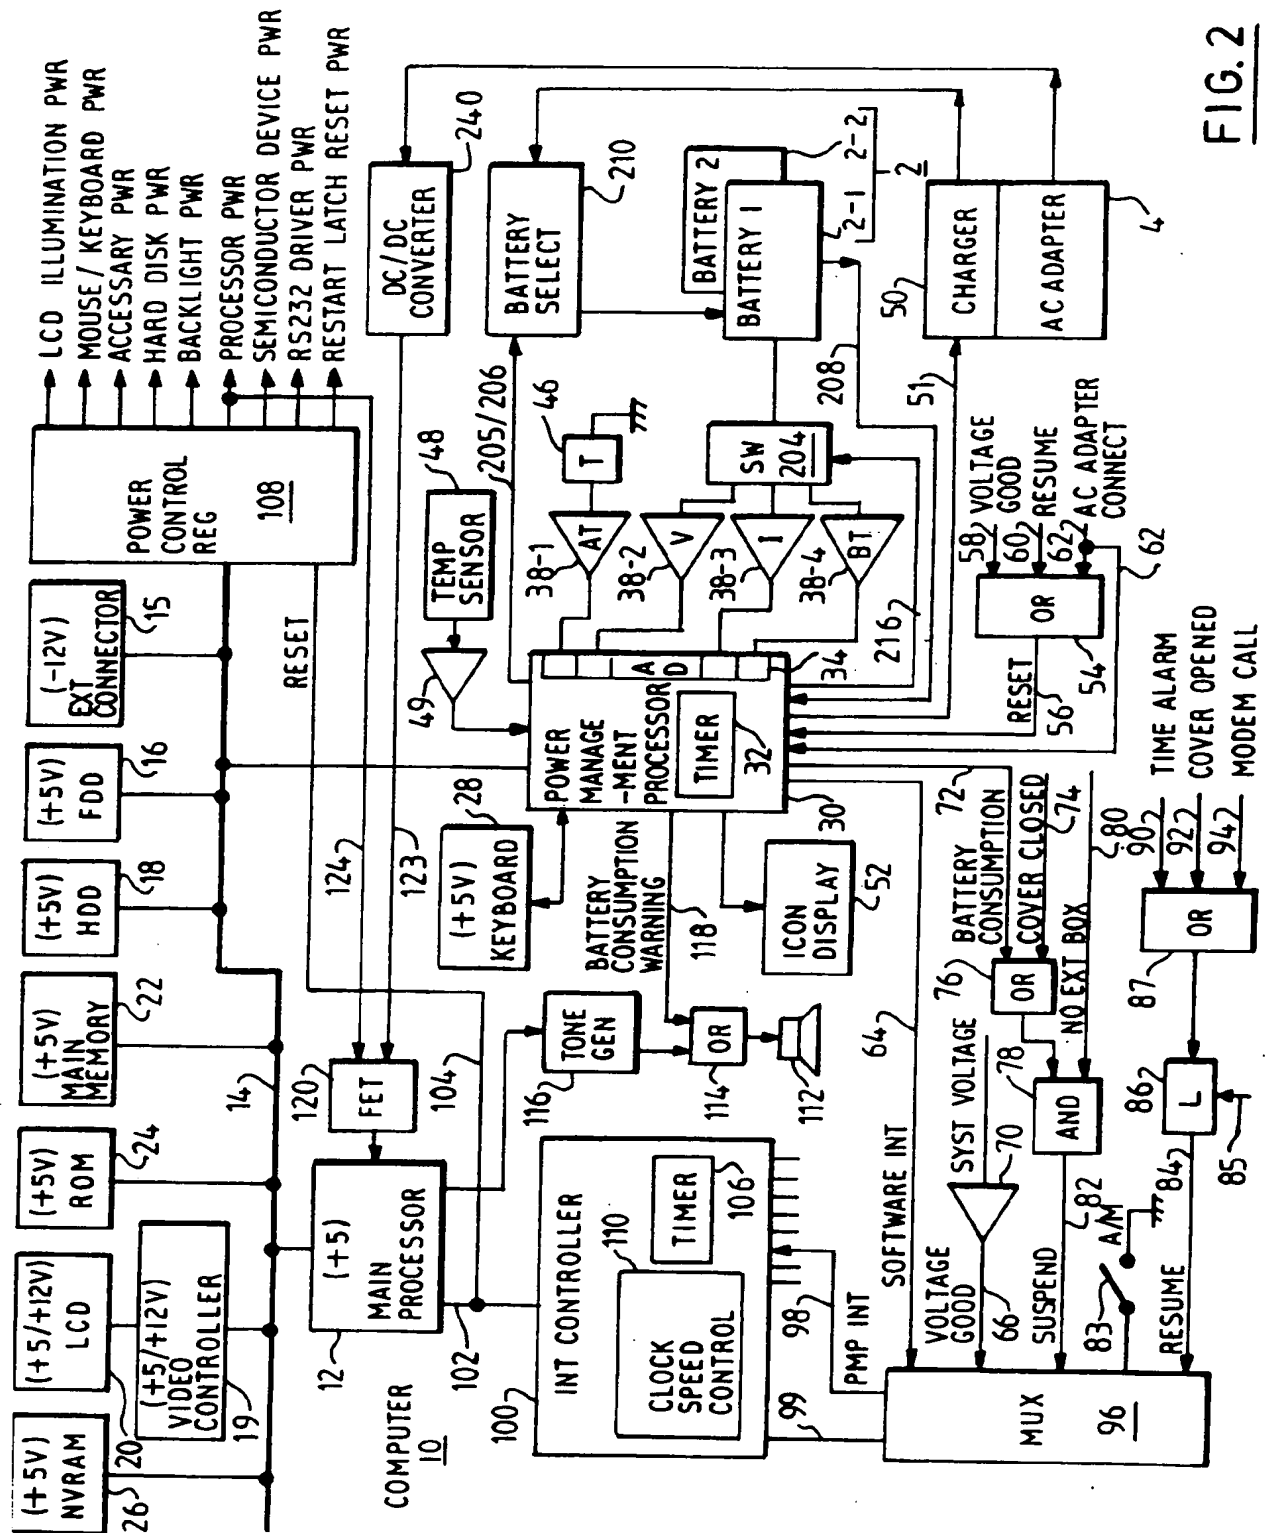 (+5V)
NVRAM
26
(+5/+12V)
LCD
20
(+5/+12V)
VIDEO
CONTROLLER
19
(+5V)
ROM
24
(+5V)
MAIN
MEMORY
22
(+5V)
HDD
18
(+5V)
FDD
16
(-12V)
EXT
CONNECTOR
15
14
POWER
CONTROL
REG
108
LCD ILLUMINATION PWR
MOUSE/KEYBOARD PWR
ACCESSARY PWR
HARD DISK PWR
BACKLIGHT PWR
PROCESSOR PWR
SEMICONDUCTOR DEVICE PWR
RS232 DRIVER PWR
RESTART LATCH RESET PWR
RESET
124
123
COMPUTER
10
12
(+5)
MAIN
PROCESSOR
102
120
FET
104
DC/DC
CONVERTER
240
(+5V)
KEYBOARD
28
49
TEMP
SENSOR
48
205/206
BATTERY
SELECT
210
116
TONE
GEN
BATTERY
CONSUMPTION
WARNING
118
114
OR
112
POWER
MANAGE
-MENT
PROCESSOR
TIMER
32
30
A
D
34
38-1
AT
46
T
38-2
V
38-3
I
38-4
BT
SW
204
BATTERY 2
BATTERY 1
2-1
2-2
2
208
216
ICON
DISPLAY
52
100
INT CONTROLLER
110
CLOCK
SPEED
CONTROL
TIMER
106
99
98
PMP INT
SOFTWARE INT
64
50
51
CHARGER
AC ADAPTER
4
58
VOLTAGE
GOOD
60
RESUME
62
AC ADAPTER
CONNECT
62
OR
54
RESET
56
72
BATTERY
CONSUMPTION
COVER CLOSED
74
76
OR
NO EXT BOX
80
78
AND
SYST VOLTAGE
70
VOLTAGE
GOOD
66
SUSPEND
82
83
A/M
MUX
96
RESUME
84
86
L
85
87
OR
90
TIME ALARM
92
COVER OPENED
94
MODEM CALL
FIG. 2